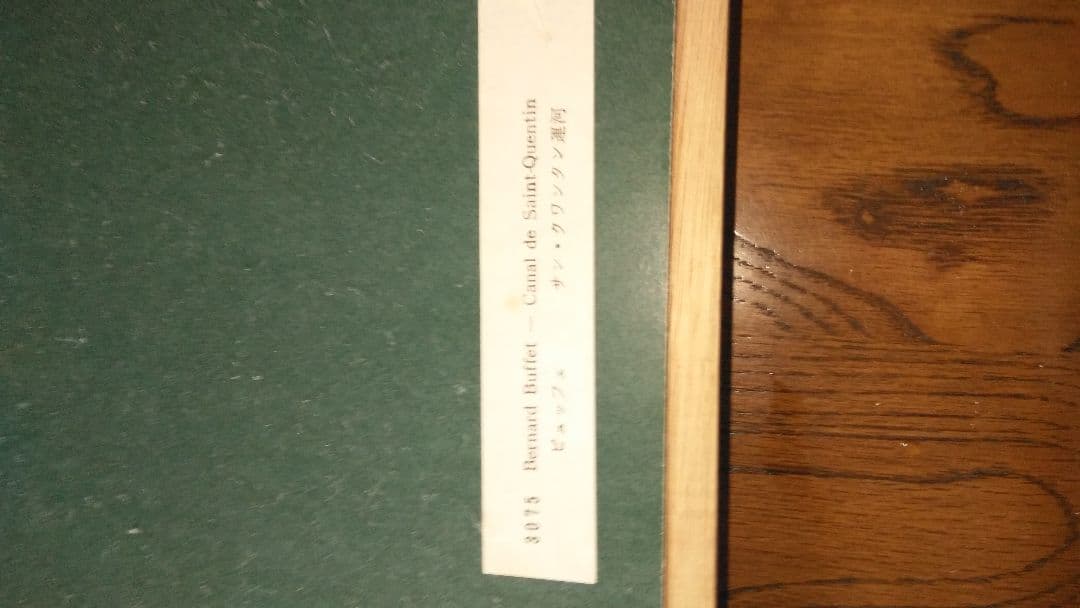 3075 Bernard Buffet — Canal de Saint-Quentin
ビュッフェ サン・クワンタン運河